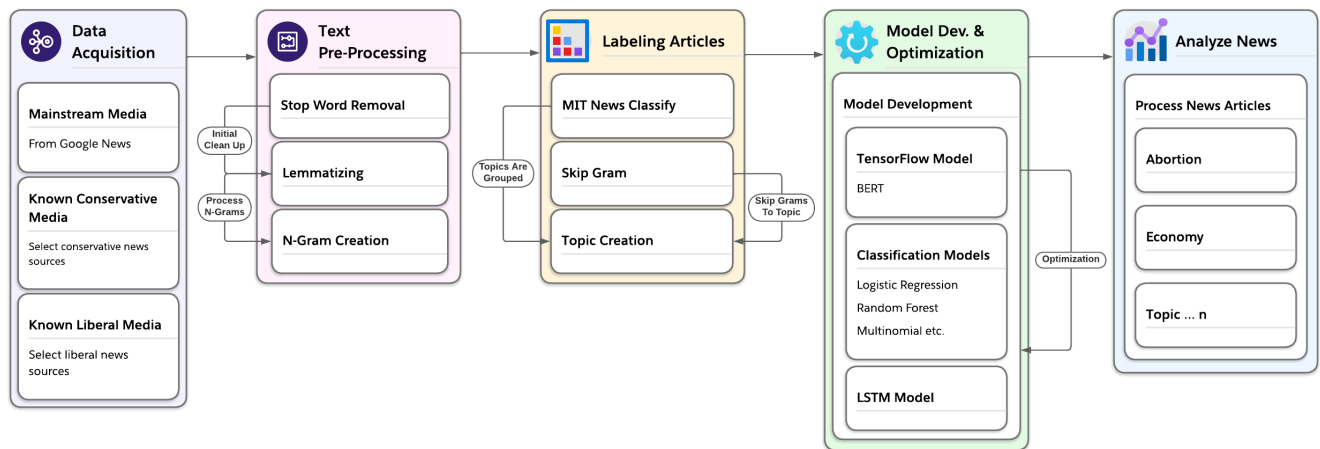 Data
Acquisition
Mainstream Media
From Google News
Known Conservative
Media
Select conservative news
sources
Known Liberal Media
Select liberal news
sources
Text
Pre-Processing
Stop Word Removal
Initial
Clean Up
Lemmatizing
Process
N-Grams
N-Gram Creation
Labeling Articles
MIT News Classify
Topics Are
Grouped
Skip Gram
Skip Grams
To Topic
Topic Creation
Model Dev. &
Optimization
Model Development
TensorFlow Model
BERT
Classification Models
Logistic Regression
Random Forest
Multinomial etc.
Optimization
LSTM Model
Analyze News
Process News Articles
Abortion
Economy
Topic ... n